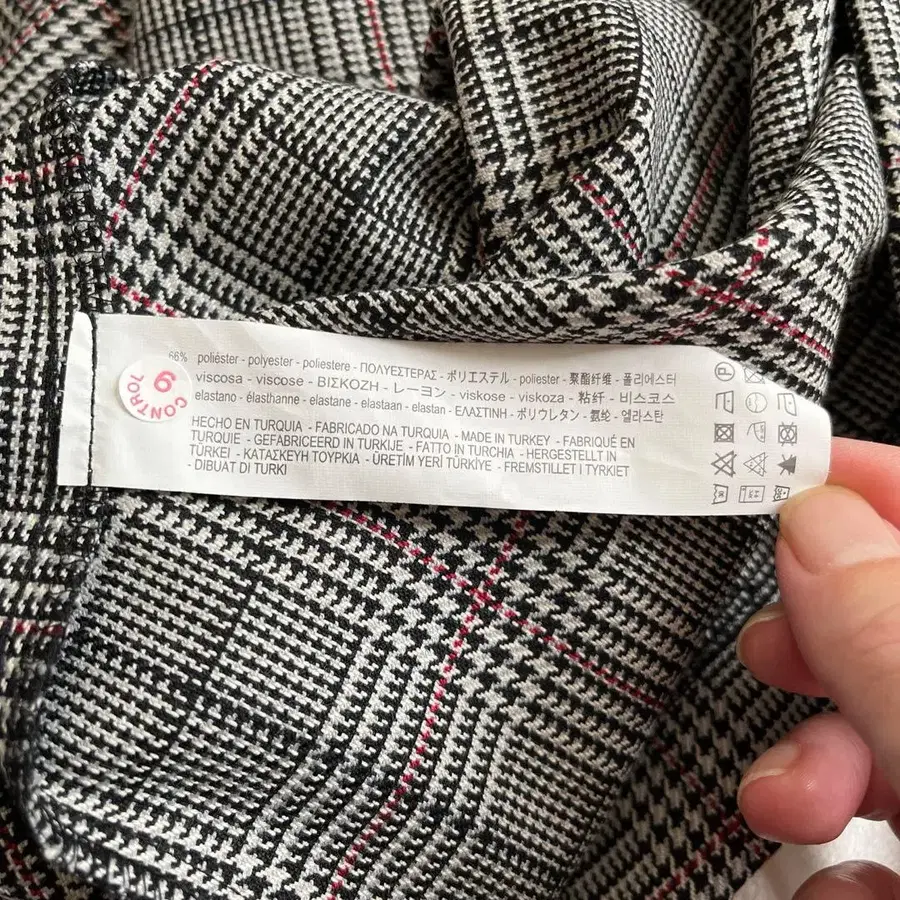 66% poliéster - polyester - poliestere - ΠΟΛΥΕΣΤΕΡΑΣ - ポリエステル - poliester - 聚酯纤维 - 폴리에스터
viscosa - viscose - ΒΙΣΚΟΖΗ - レーヨン - viskose - viskoza - 粘纤 - 비스코스
elastano - élasthanne - elastane - elastaan - elastan - ΕΛΑΣΤΙΝΗ - ポリウレタン - 氨纶 - 엘라스탄
CONTROL 6
HECHO EN TURQUIA - FABRICADO NA TURQUIA - MADE IN TURKEY - FABRIQUÉ EN
TURQUIE - GEFABRICEERD IN TURKIJE - FATTO IN TURCHIA - HERGESTELLT IN
TÜRKEI - ΚΑΤΑΣΚΕΥΗ ΤΟΥΡΚΙΑ - ÜRETİM YERİ TÜRKİYE - FREMSTILLET I TYRKIET
- DIBUAT DI TURKI